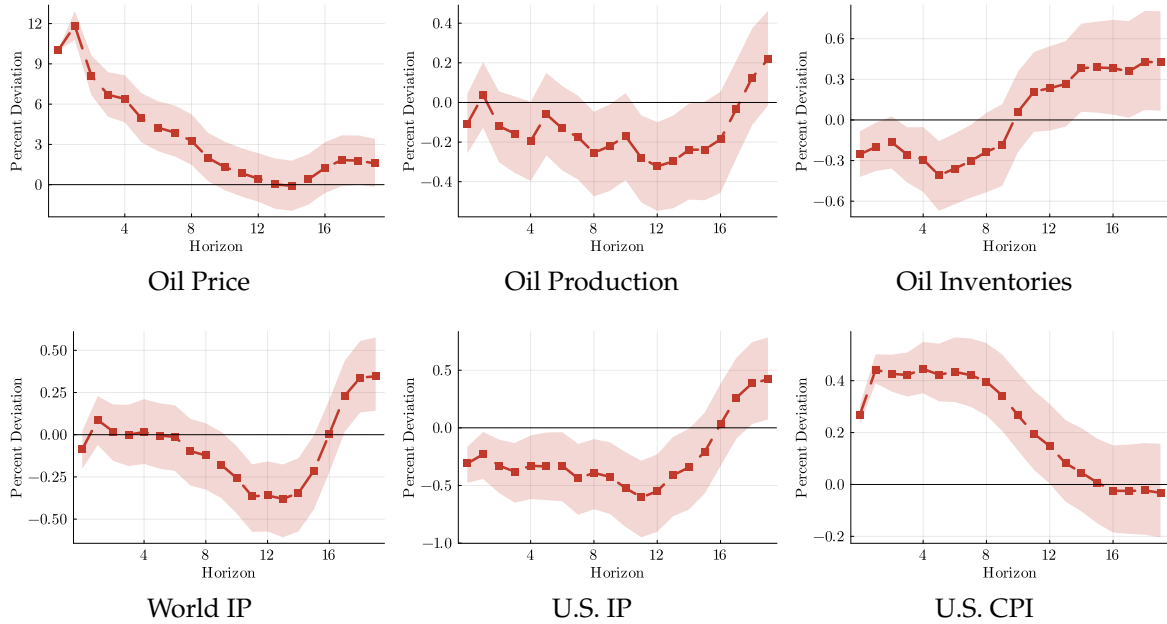 Percent Deviation
12
9
6
3
0
4
8
12
16
Horizon
Oil Price
Percent Deviation
0.4
0.2
0.0
−0.2
−0.4
4
8
12
16
Horizon
Oil Production
Percent Deviation
0.6
0.3
0.0
−0.3
−0.6
4
8
12
16
Horizon
Oil Inventories
Percent Deviation
0.50
0.25
0.00
−0.25
−0.50
4
8
12
16
Horizon
World IP
Percent Deviation
0.5
0.0
−0.5
−1.0
4
8
12
16
Horizon
U.S. IP
Percent Deviation
0.4
0.2
0.0
−0.2
4
8
12
16
Horizon
U.S. CPI